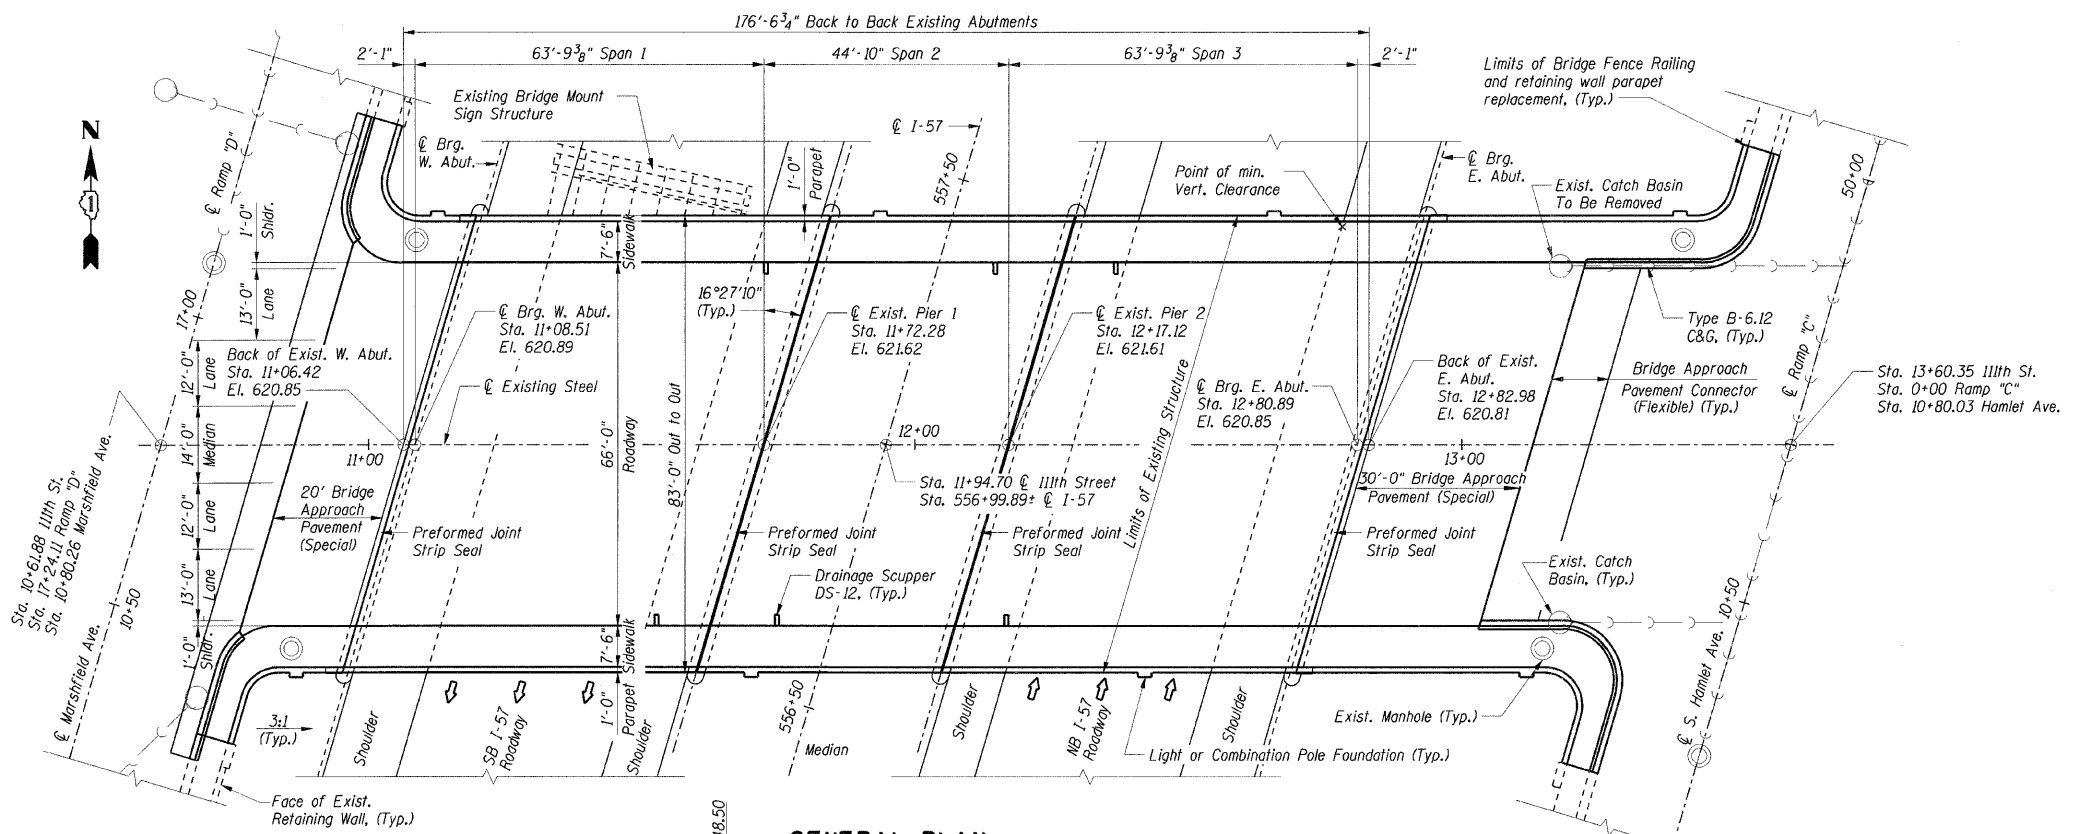 176'-6 3/4" Back to Back Existing Abutments
2'-1"
63'-9 3/8" Span 1
44'-10" Span 2
63'-9 3/8" Span 3
2'-1"
Limits of Bridge Fence Railing
and retaining wall parapet
replacement, (Typ.)
Existing Bridge Mount
Sign Structure
℄ I-57
N
℄ Ramp "D"
℄ Brg.
W. Abut.
1'-0"
Parapet
557+50
Point of min.
Vert. Clearance
℄ Brg.
E. Abut.
Exist. Catch Basin
To Be Removed
50+00
1'-0"
Shldr.
7'-6"
Sidewalk
13'-0"
Lane
17+00
16°27'10"
(Typ.)
℄ Brg. W. Abut.
Sta. 11+08.51
El. 620.89
℄ Exist. Pier 1
Sta. 11+72.28
El. 621.62
℄ Exist. Pier 2
Sta. 12+17.12
El. 621.61
Type B-6.12
C&G, (Typ.)
℄ Ramp "C"
Back of Exist. W. Abut.
Sta. 11+06.42
El. 620.85
12'-0"
Lane
℄ Existing Steel
℄ Brg. E. Abut.
Sta. 12+80.89
El. 620.85
Back of Exist.
E. Abut.
Sta. 12+82.98
El. 620.81
Bridge Approach
Pavement Connector
(Flexible) (Typ.)
Sta. 13+60.35 111th St.
Sta. 0+00 Ramp "C"
Sta. 10+80.03 Hamlet Ave.
14'-0"
Median
11+00
66'-0"
Roadway
83'-0" Out to Out
12+00
Limits of Existing Structure
13+00
Sta. 11+94.70 ℄ 111th Street
Sta. 556+99.89± ℄ I-57
30'-0" Bridge Approach
Pavement (Special)
Sta. 10+61.88 111th St.
Sta. 17+24.11 Ramp "D"
Sta. 10+80.26 Marshfield Ave.
12'-0"
Lane
20' Bridge
Approach
Pavement
(Special)
Preformed Joint
Strip Seal
Preformed Joint
Strip Seal
Preformed Joint
Strip Seal
Preformed Joint
Strip Seal
13'-0"
Lane
Drainage Scupper
DS-12, (Typ.)
Exist. Catch
Basin, (Typ.)
10+50
10+50
1'-0"
Shldr.
7'-6"
Sidewalk
℄ Marshfield Ave.
℄ S. Hamlet Ave.
3:1
(Typ.)
Shoulder
SB I-57
Roadway
1'-0"
Parapet
Shoulder
556+50
Median
Shoulder
NB I-57
Roadway
Shoulder
Exist. Manhole (Typ.)
Light or Combination Pole Foundation (Typ.)
Face of Exist.
Retaining Wall, (Typ.)
48.50
GENERAL PLAN